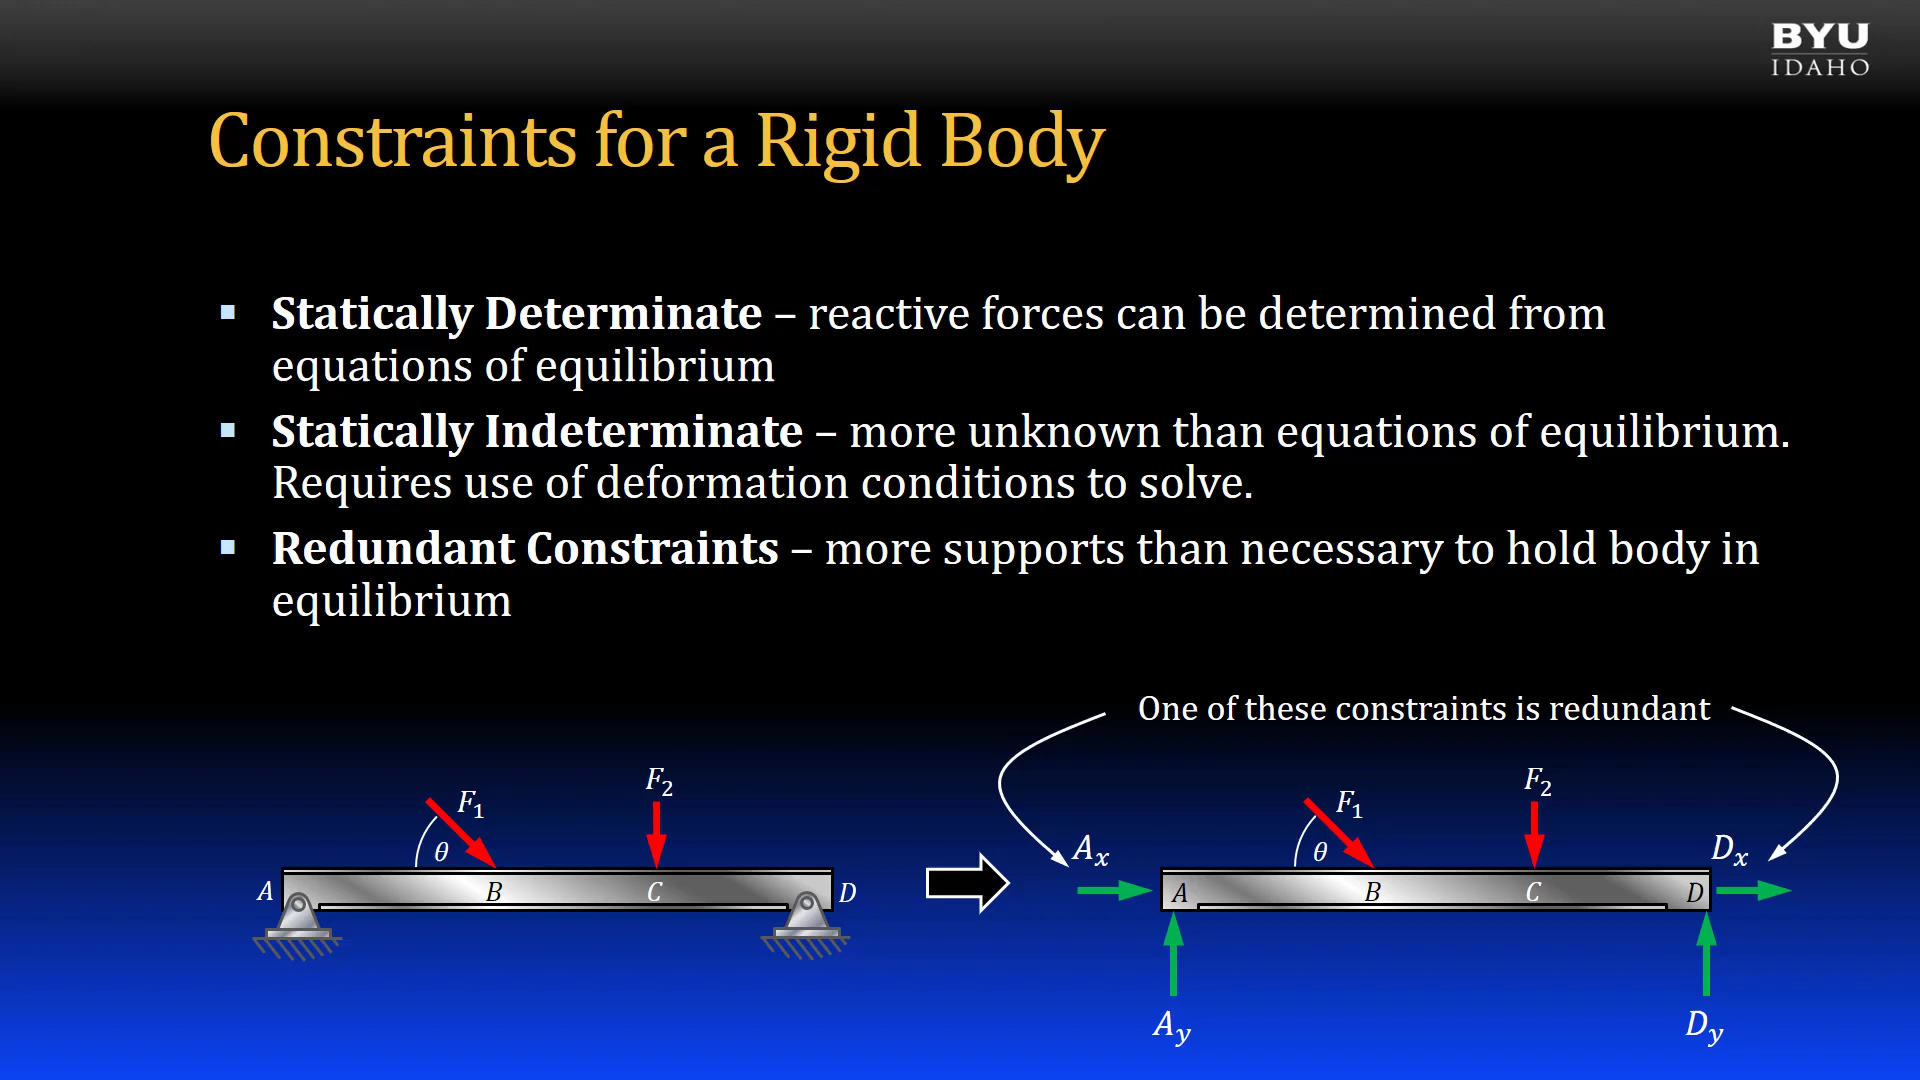 BYU
IDAHO
Constraints for a Rigid Body
▪ Statically Determinate – reactive forces can be determined from
equations of equilibrium
▪ Statically Indeterminate – more unknown than equations of equilibrium.
Requires use of deformation conditions to solve.
▪ Redundant Constraints – more supports than necessary to hold body in
equilibrium
One of these constraints is redundant
F₁
F₂
θ
A
B
C
D
F₁
F₂
θ
Aₓ
Dₓ
A
B
C
D
A_y
D_y